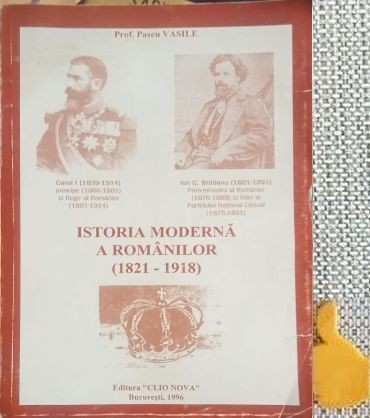 Prof. Pascu VASILE
Carol I (1839-1914)
principe (1866-1881)
și Rege al României
(1881-1914)
Ion C. Brătianu (1821-1891)
Prim-ministru al României
(1876-1888) și lider al
Partidului Național Liberal
(1875-1891)
ISTORIA MODERNĂ
A ROMÂNILOR
(1821 - 1918)
Editura "CLIO NOVA"
București, 1996